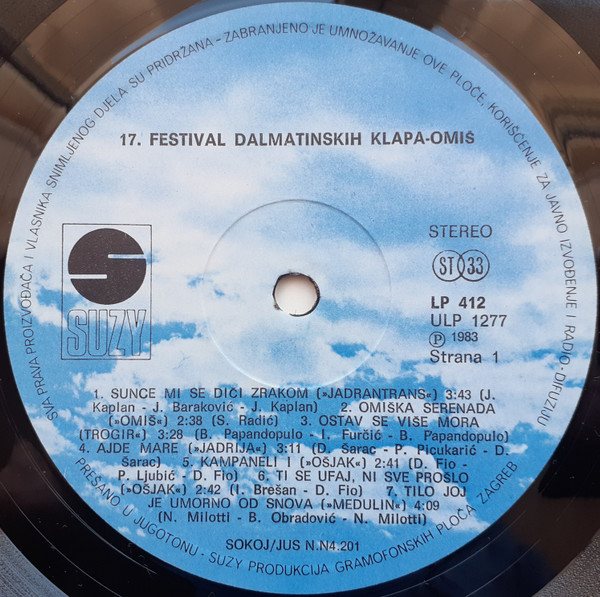 SVA PRAVA PROIZVOĐAČA I VLASNIKA SNIMLJENOG DJELA SU PRIDRŽANA - ZABRANJENO JE UMNOŽAVANJE OVE PLOČE, KORIŠĆENJE ZA JAVNO IZVOĐENJE I RADIO - DIFUZIJU
17. FESTIVAL DALMATINSKIH KLAPA-OMIŠ
STEREO
ST 33
SUZY
LP 412
ULP 1277
Ⓟ 1983
Strana 1
1. SUNCE MI SE DIČI ZRAKOM (»JADRANTRANS«) 3:43 (J.
Kaplan - J. Baraković - J. Kaplan) 2. OMIŠKA SERENADA
(»OMIŠ«) 2:38 (S. Radić) 3. OSTAV SE VIŠE MORA
(TROGIR«) 3:28 (B. Papandopulo - I. Furčić - B. Papandopulo)
4. AJDE MARE (»JADRIJA«) 3:11 (D. Šarac - P. Picukarić - D.
Šarac) 5. KAMPANELI I (»OŠJAK«) 2:41 (D. Fio -
P. Ljubić - D. Fio) 6. TI SE UFAJ, NI SVE PROŠLO
(»OŠJAK«) 2:42 (I. Brešan - D. Fio) 7. TILO JOJ
JE UMORNO OD SNOVA (»MEDULIN«) 4:09
(N. Milotti - B. Obradović - N. Milotti)
SOKOJ/JUS N.N4.201
PREŠANO U JUGOTONU - SUZY PRODUKCIJA GRAMOFONSKIH PLOČA ZAGREB